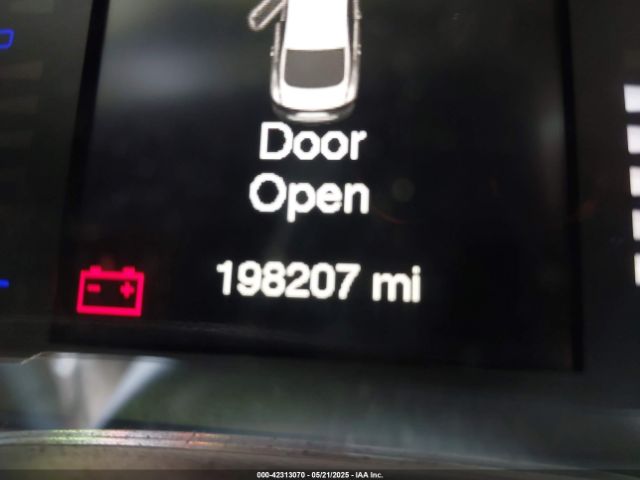 Door
Open
198207 mi
000-42313070 - 05/21/2025 - IAA Inc.